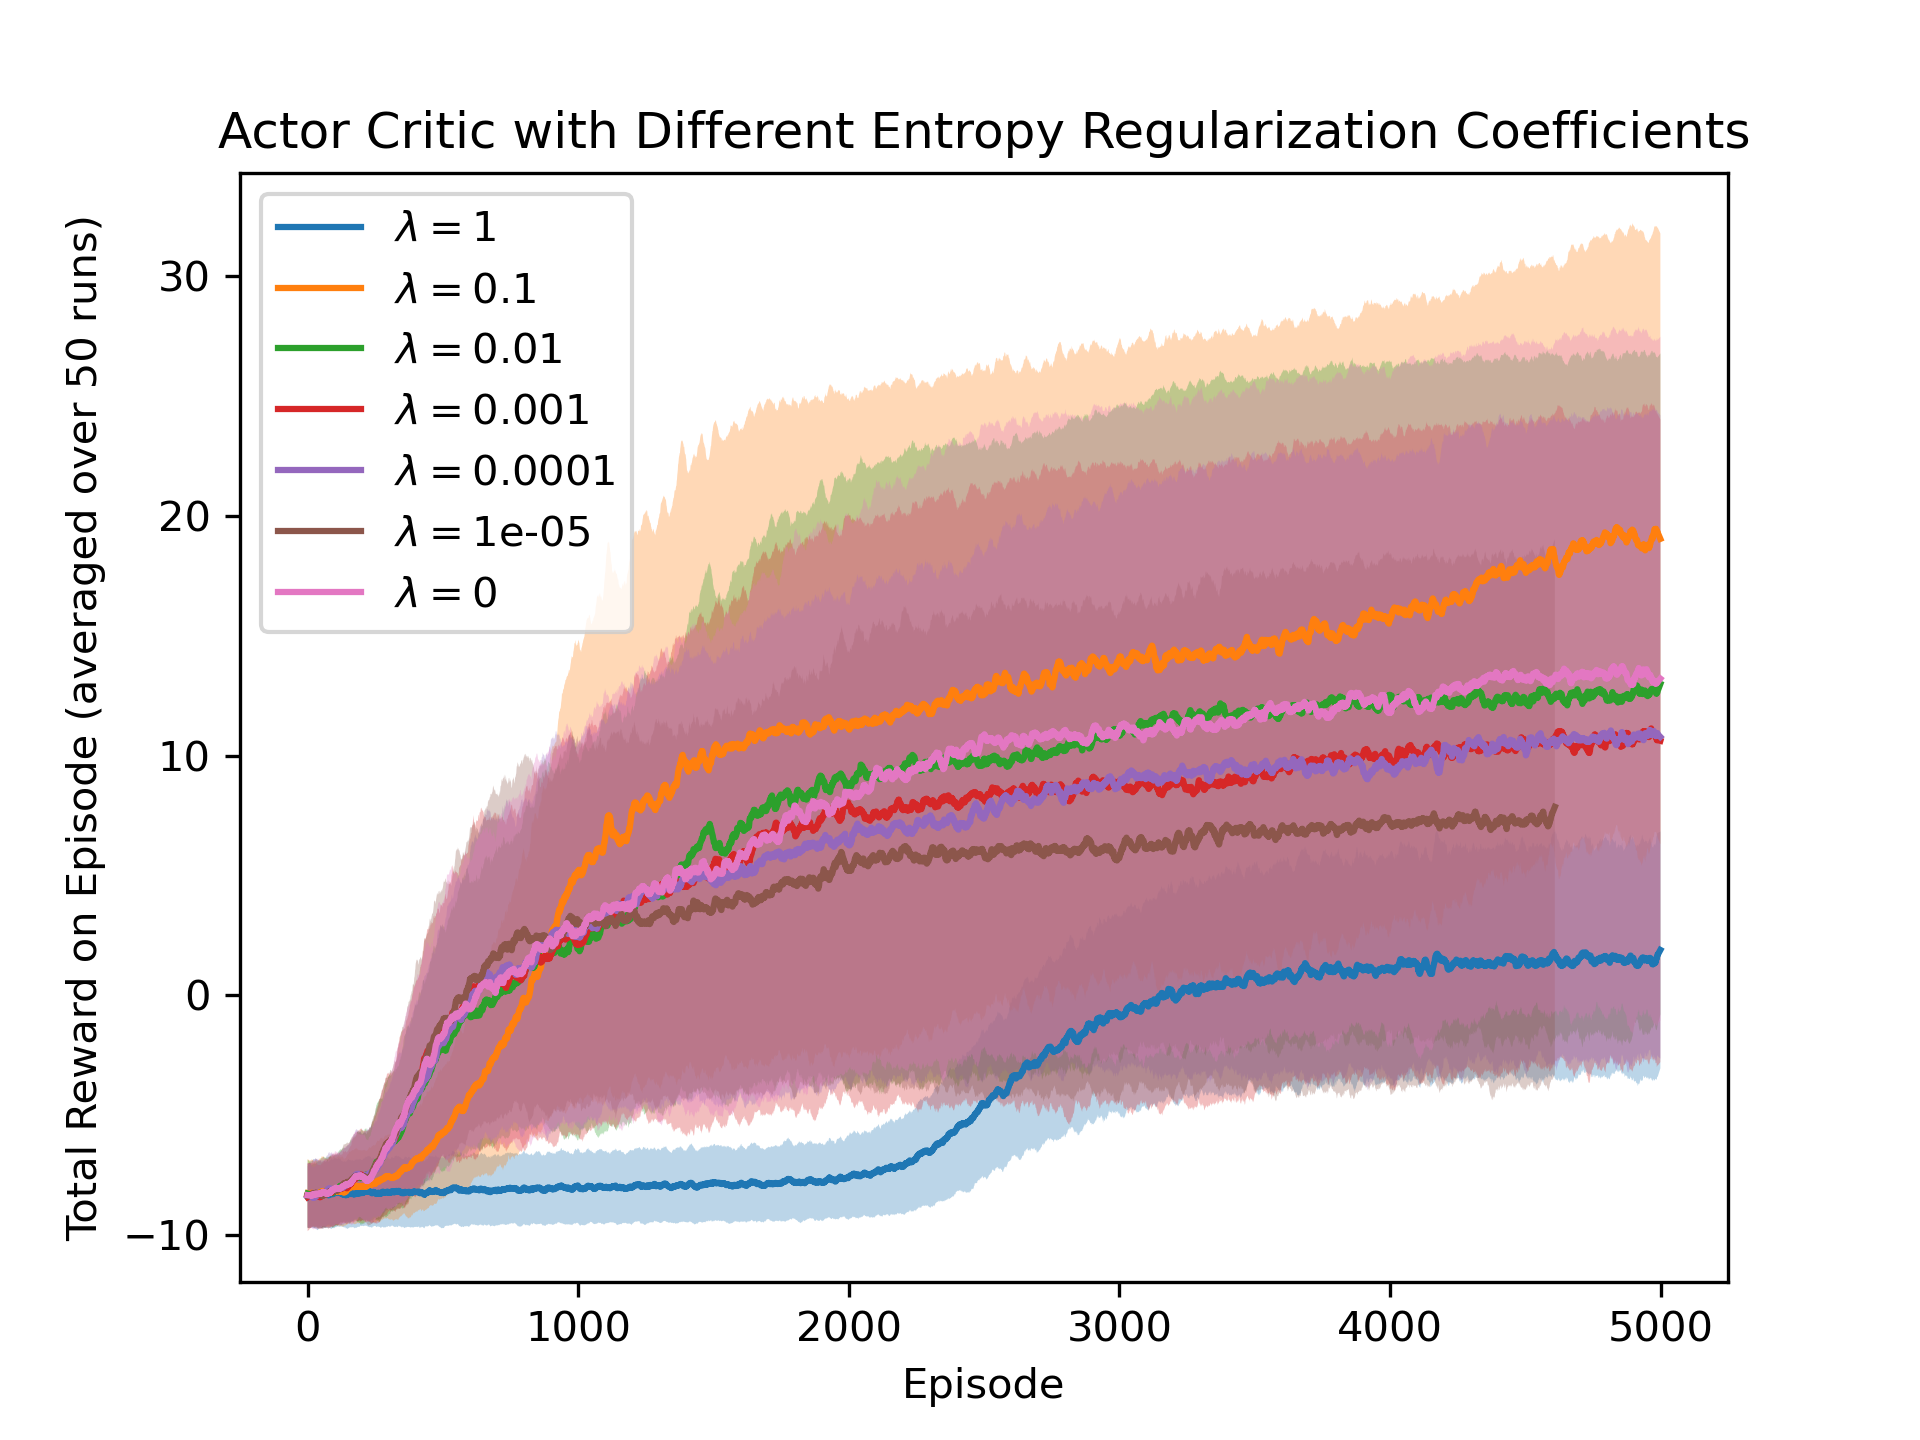 Actor Critic with Different Entropy Regularization Coefficients
λ = 1
λ = 0.1
λ = 0.01
λ = 0.001
λ = 0.0001
λ = 1e-05
λ = 0
Total Reward on Episode (averaged over 50 runs)
30
20
10
0
−10
0 1000 2000 3000 4000 5000
Episode